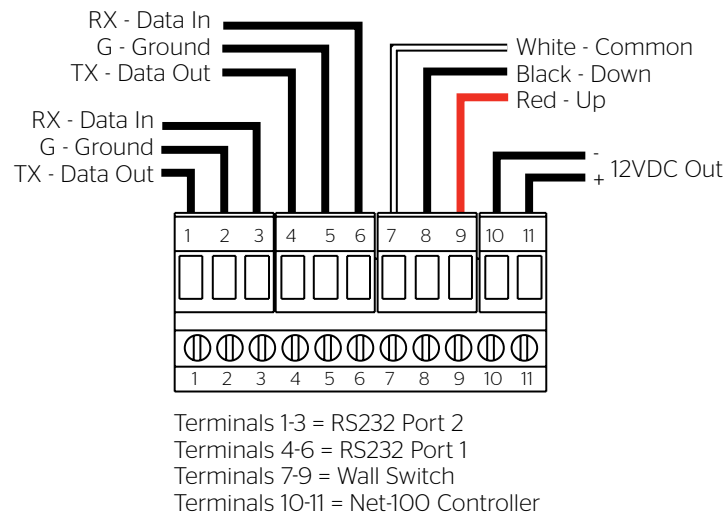 RX - Data In
G - Ground
TX - Data Out
RX - Data In
G - Ground
TX - Data Out
White - Common
Black - Down
Red - Up
-
+ 12VDC Out
1 2 3 4 5 6 7 8 9 10 11
1 2 3 4 5 6 7 8 9 10 11
Terminals 1-3 = RS232 Port 2
Terminals 4-6 = RS232 Port 1
Terminals 7-9 = Wall Switch
Terminals 10-11 = Net-100 Controller